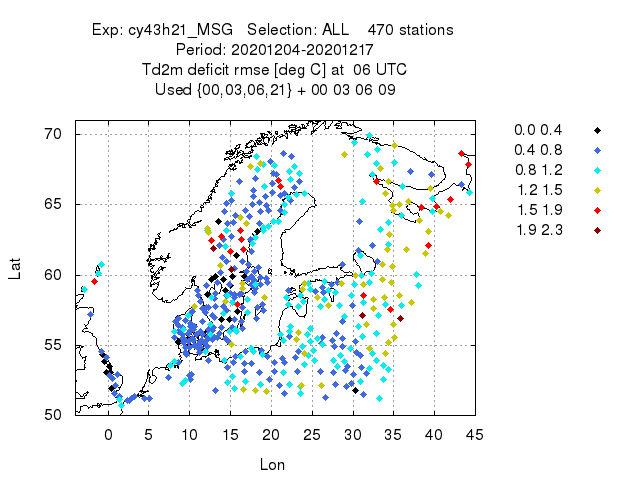 Exp: cy43h21_MSG Selection: ALL 470 stations
Period: 20201204-20201217
Td2m deficit rmse [deg C] at 06 UTC
Used {00,03,06,21} + 00 03 06 09
70
65
60
55
50
Lat
0 5 10 15 20 25 30 35 40 45
Lon
0.0 0.4
0.4 0.8
0.8 1.2
1.2 1.5
1.5 1.9
1.9 2.3